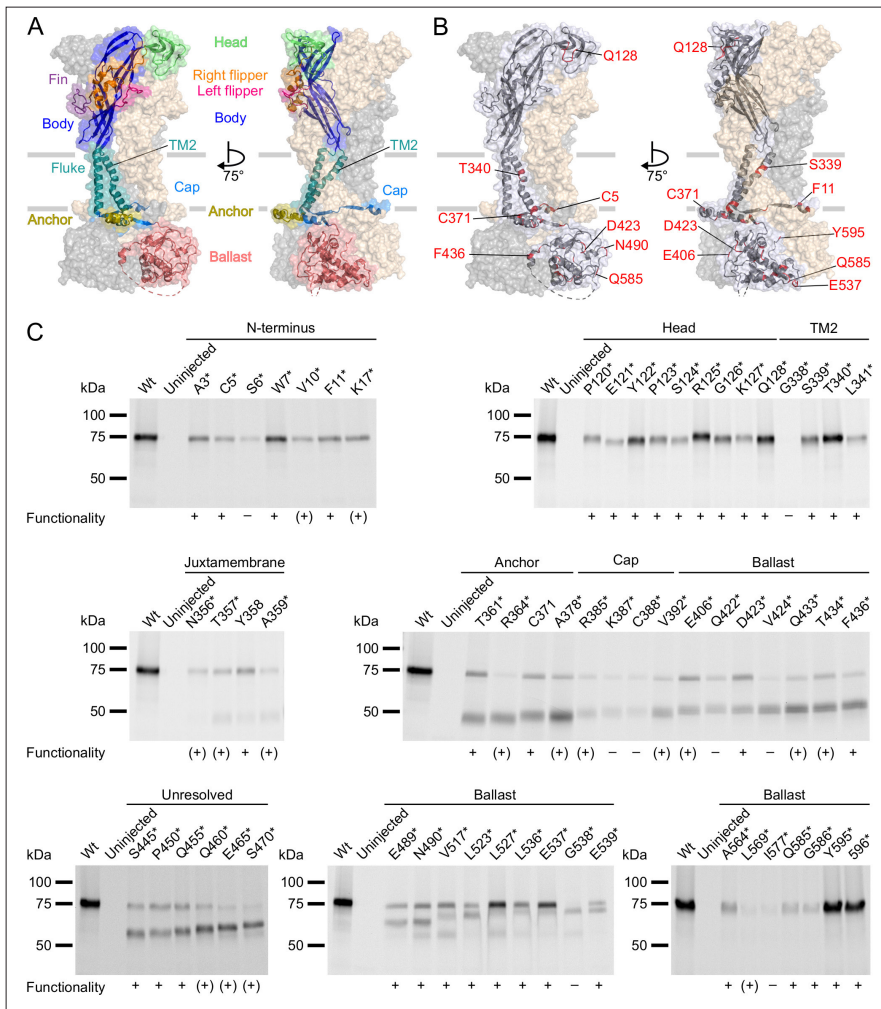 A
Head
Fin
Right flipper
Left flipper
Body
Body
TM2
TM2
Fluke
75°
Cap
Cap
Anchor
Anchor
Ballast
B
Q128
Q128
T340
S339
75°
C5
F11
C371
C371
D423
D423
N490
Y595
F436
E406
Q585
Q585
E537
C
N-terminus
kDa Wt Uninjected A3* C5* S6* W7* V10* F11* K17*
100
75
50
Functionality + + – + (+) + (+)
Head TM2
kDa Wt Uninjected P120* E121* Y122* P123* S124* R125* G126* K127* Q128* G338* S339* T340* L341*
100
75
50
+ + + + + + + + + – + + +
Juxtamembrane
kDa Wt Uninjected N356* T357* Y358 A359*
100
75
50
Functionality (+) (+) + (+)
Anchor Cap Ballast
kDa Wt Uninjected T361* R364* C371 A378* R385* K387* C388* V392* E406* Q422* D423* V424* Q433* T434* F436*
100
75
50
Functionality + (+) + (+) (+) – – (+) (+) – + – (+) (+) +
Unresolved
kDa Wt Uninjected S445* P450* Q455* Q460* E465* S470*
100
75
50
Functionality + + + (+) (+) (+)
Ballast
kDa Wt Uninjected E489* N490* V517* L523* L527* L536* E537* G538* E539*
100
75
50
+ + + + + + + – +
Ballast
kDa Wt Uninjected A564* L569* I577* Q585* G586* Y595* 596*
100
75
50
+ (+) – + + + +